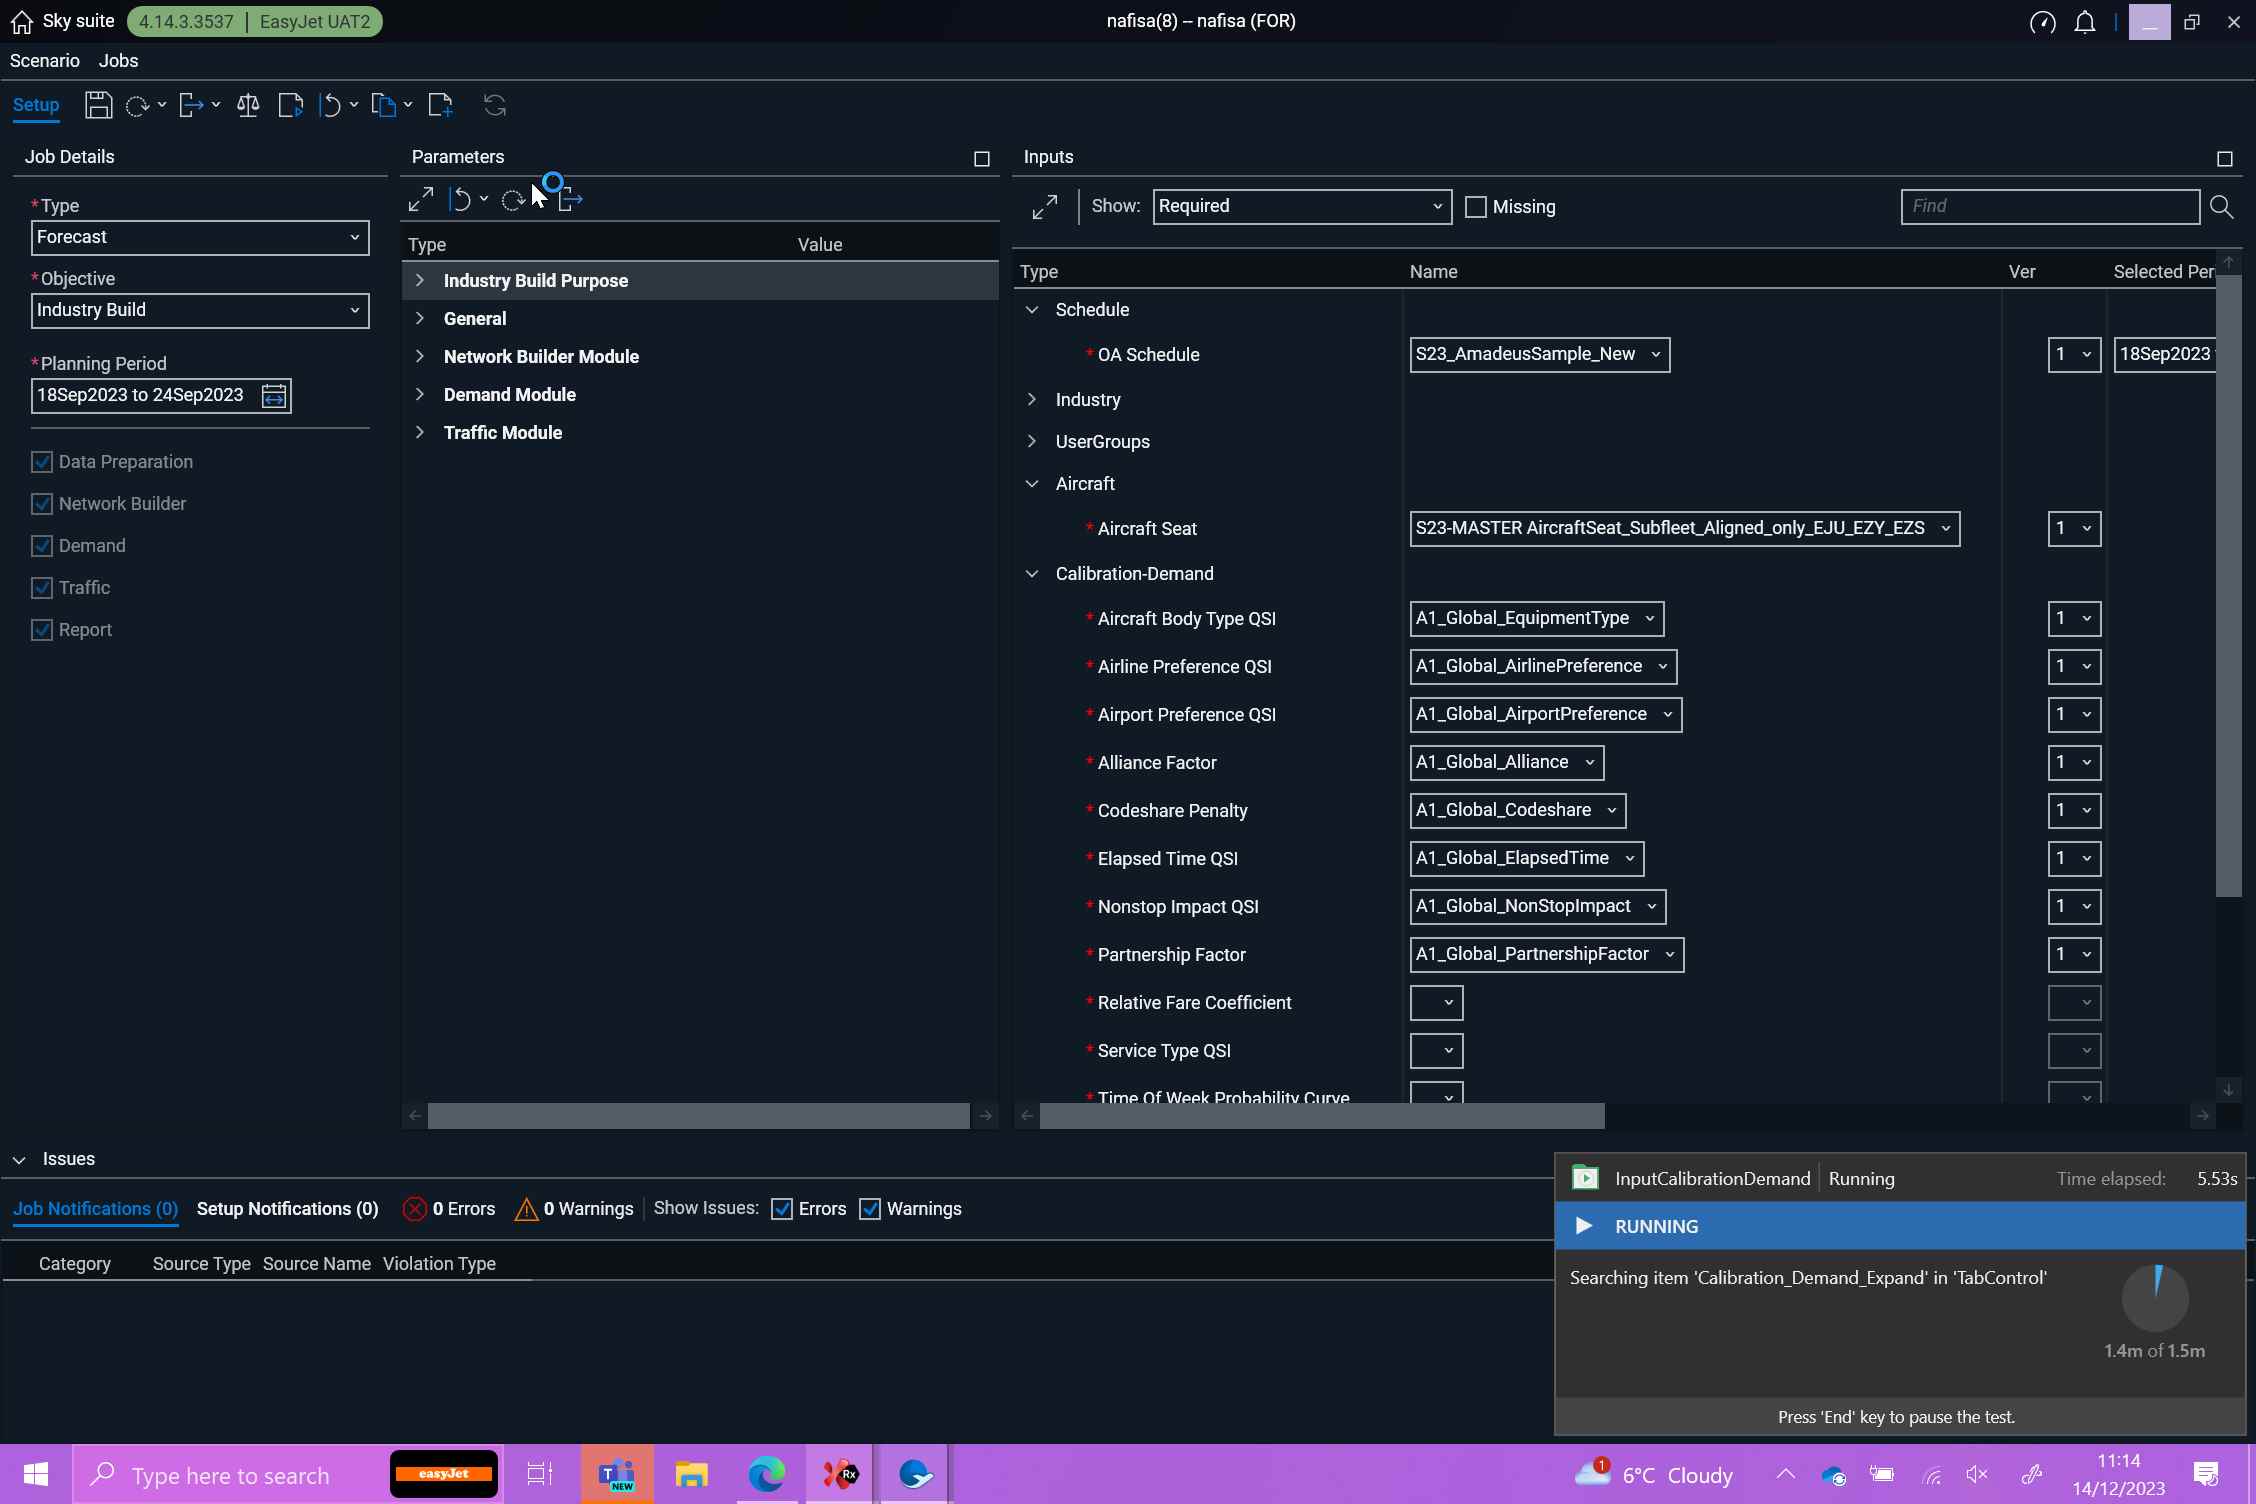 Sky suite 4.14.3.3537 | EasyJet UAT2
nafisa(8) – nafisa (FOR)
Scenario Jobs
Setup
Job Details
*Type
Forecast
*Objective
Industry Build
*Planning Period
18Sep2023 to 24Sep2023
Data Preparation
Network Builder
Demand
Traffic
Report
Parameters
Type Value
Industry Build Purpose
General
Network Builder Module
Demand Module
Traffic Module
Inputs
Show: Required Missing Find
Type Name Ver Selected Per
Schedule
* OA Schedule S23_AmadeusSample_New 1 18Sep2023
Industry
UserGroups
Aircraft
* Aircraft Seat S23-MASTER AircraftSeat_Subfleet_Aligned_only_EJU_EZY_EZS 1
Calibration-Demand
* Aircraft Body Type QSI A1_Global_EquipmentType 1
* Airline Preference QSI A1_Global_AirlinePreference 1
* Airport Preference QSI A1_Global_AirportPreference 1
* Alliance Factor A1_Global_Alliance 1
* Codeshare Penalty A1_Global_Codeshare 1
* Elapsed Time QSI A1_Global_ElapsedTime 1
* Nonstop Impact QSI A1_Global_NonStopImpact 1
* Partnership Factor A1_Global_PartnershipFactor 1
* Relative Fare Coefficient
* Service Type QSI
* Time Of Week Probability Curve
Issues
Job Notifications (0) Setup Notifications (0) 0 Errors 0 Warnings Show Issues: Errors Warnings
Category Source Type Source Name Violation Type
InputCalibrationDemand | Running Time elapsed: 5.53s
RUNNING
Searching item 'Calibration_Demand_Expand' in 'TabControl'
1.4m of 1.5m
Press 'End' key to pause the test.
Type here to search
easyJet
T
NEW
Rx
1
6°C Cloudy
11:14
14/12/2023